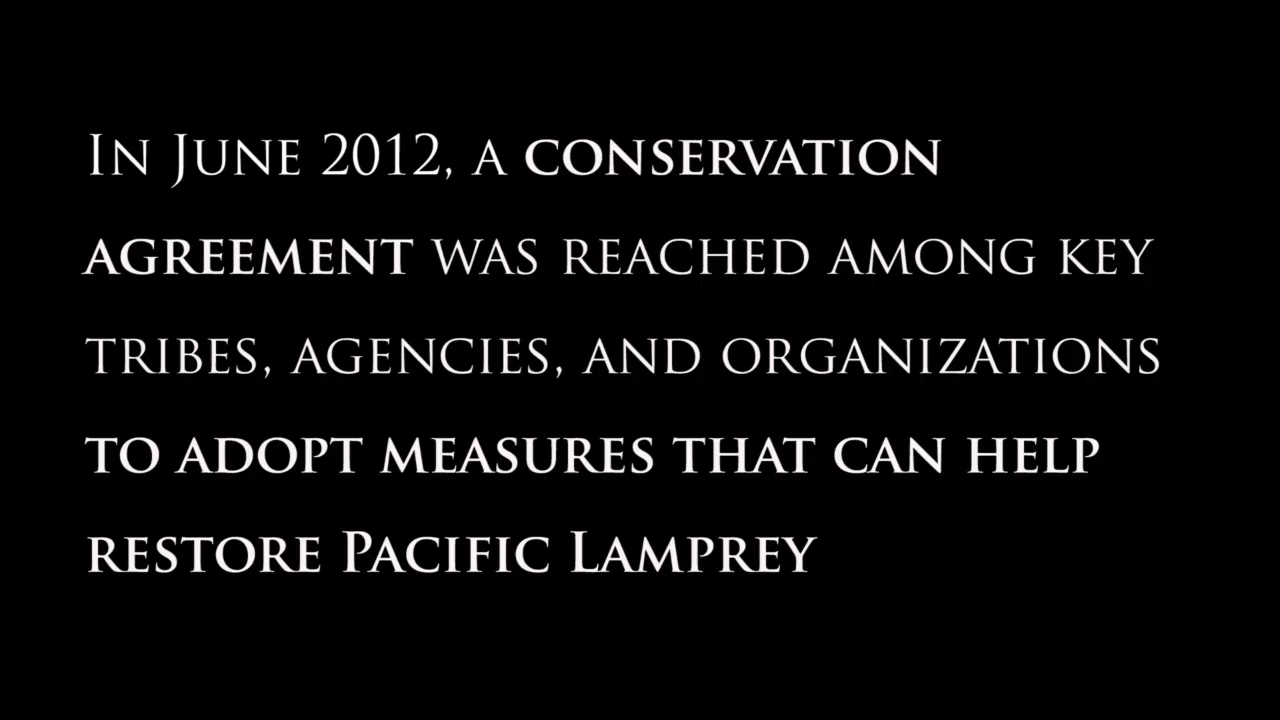 In June 2012, a conservation
agreement was reached among key
tribes, agencies, and organizations
to adopt measures that can help
restore Pacific Lamprey